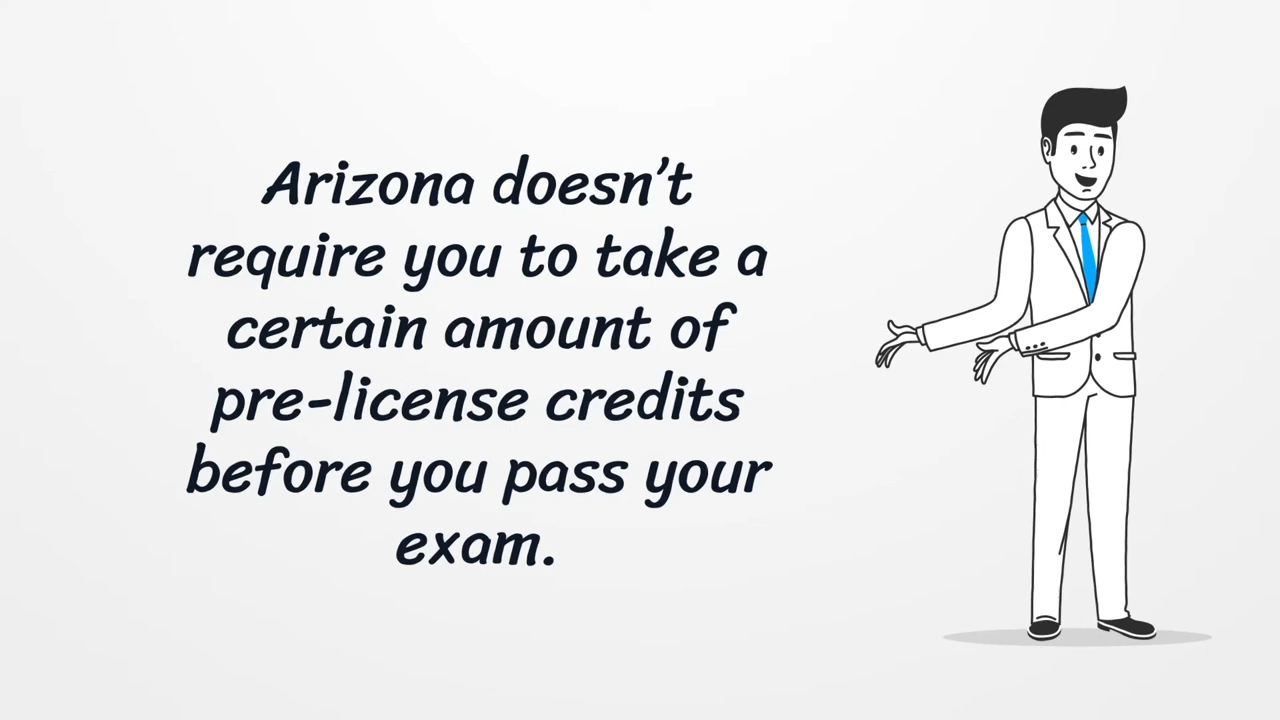 Arizona doesn’t
require you to take a
certain amount of
pre-license credits
before you pass your
exam.